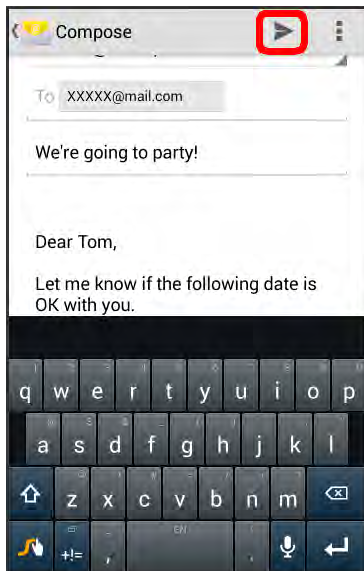 Compose
To XXXXX@mail.com
We're going to party!
Dear Tom,
Let me know if the following date is
OK with you.
q w e r t y u i o p
a s d f g h j k l
z x c v b n m
+!= , EN .